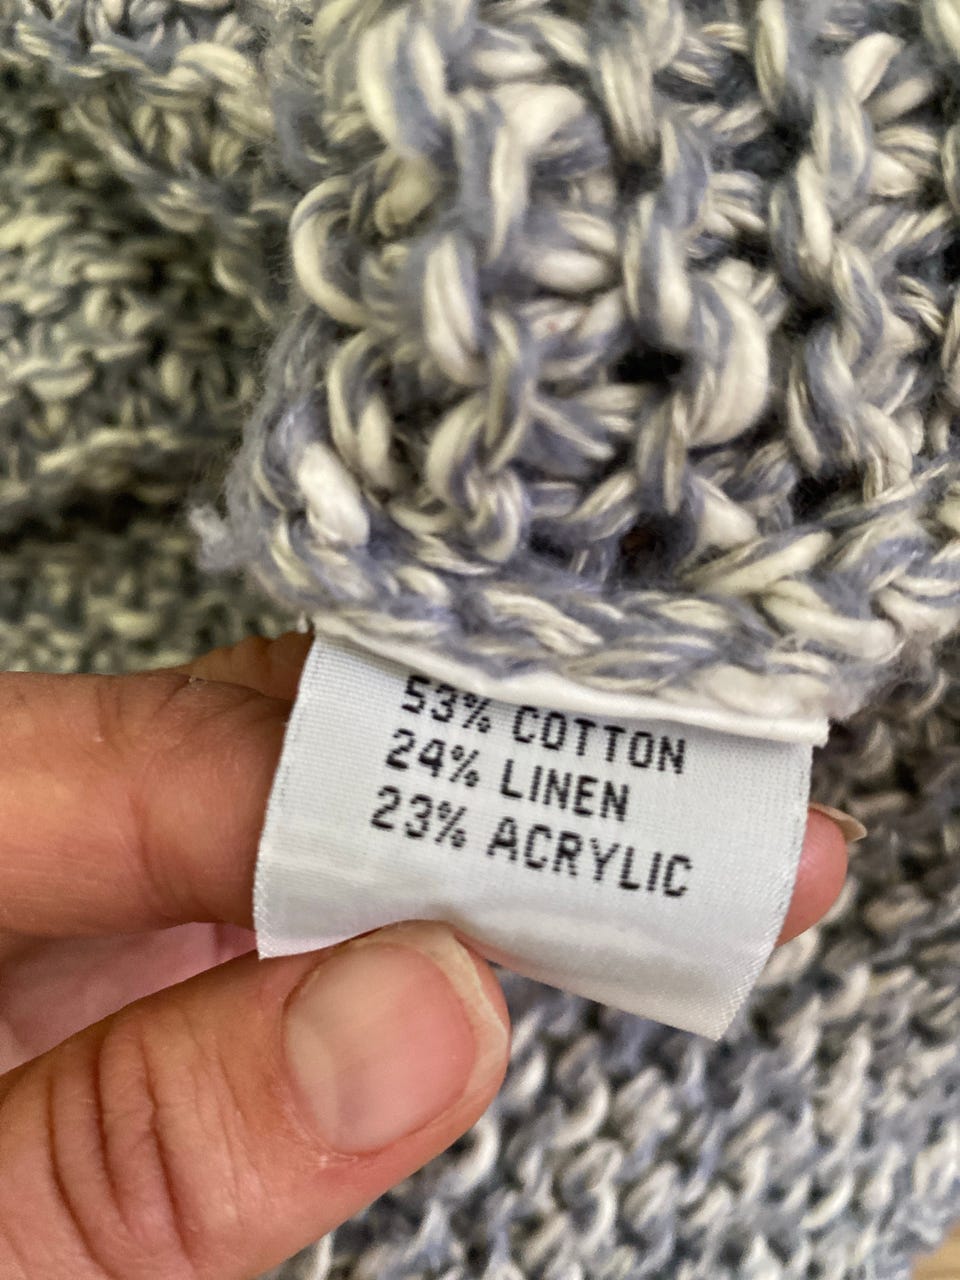 53% COTTON
24% LINEN
23% ACRYLIC